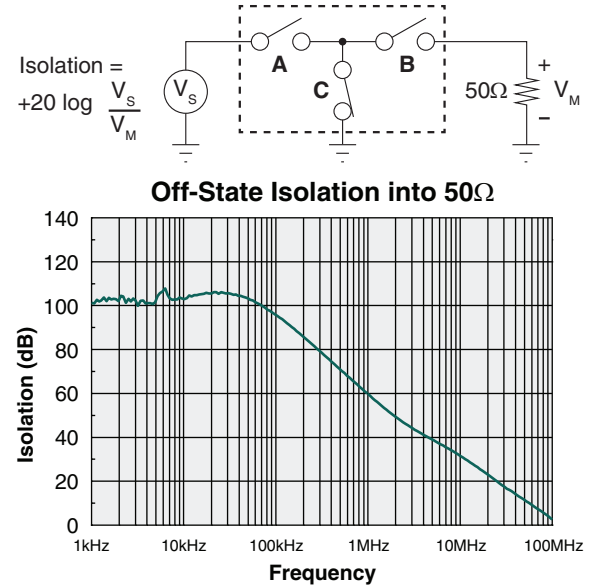 Isolation =
+20 log V_S / V_M
V_S
A
B
C
50Ω
+
V_M
−
Off-State Isolation into 50Ω
Isolation (dB)
140
120
100
80
60
40
20
0
1kHz 10kHz 100kHz 1MHz 10MHz 100MHz
Frequency